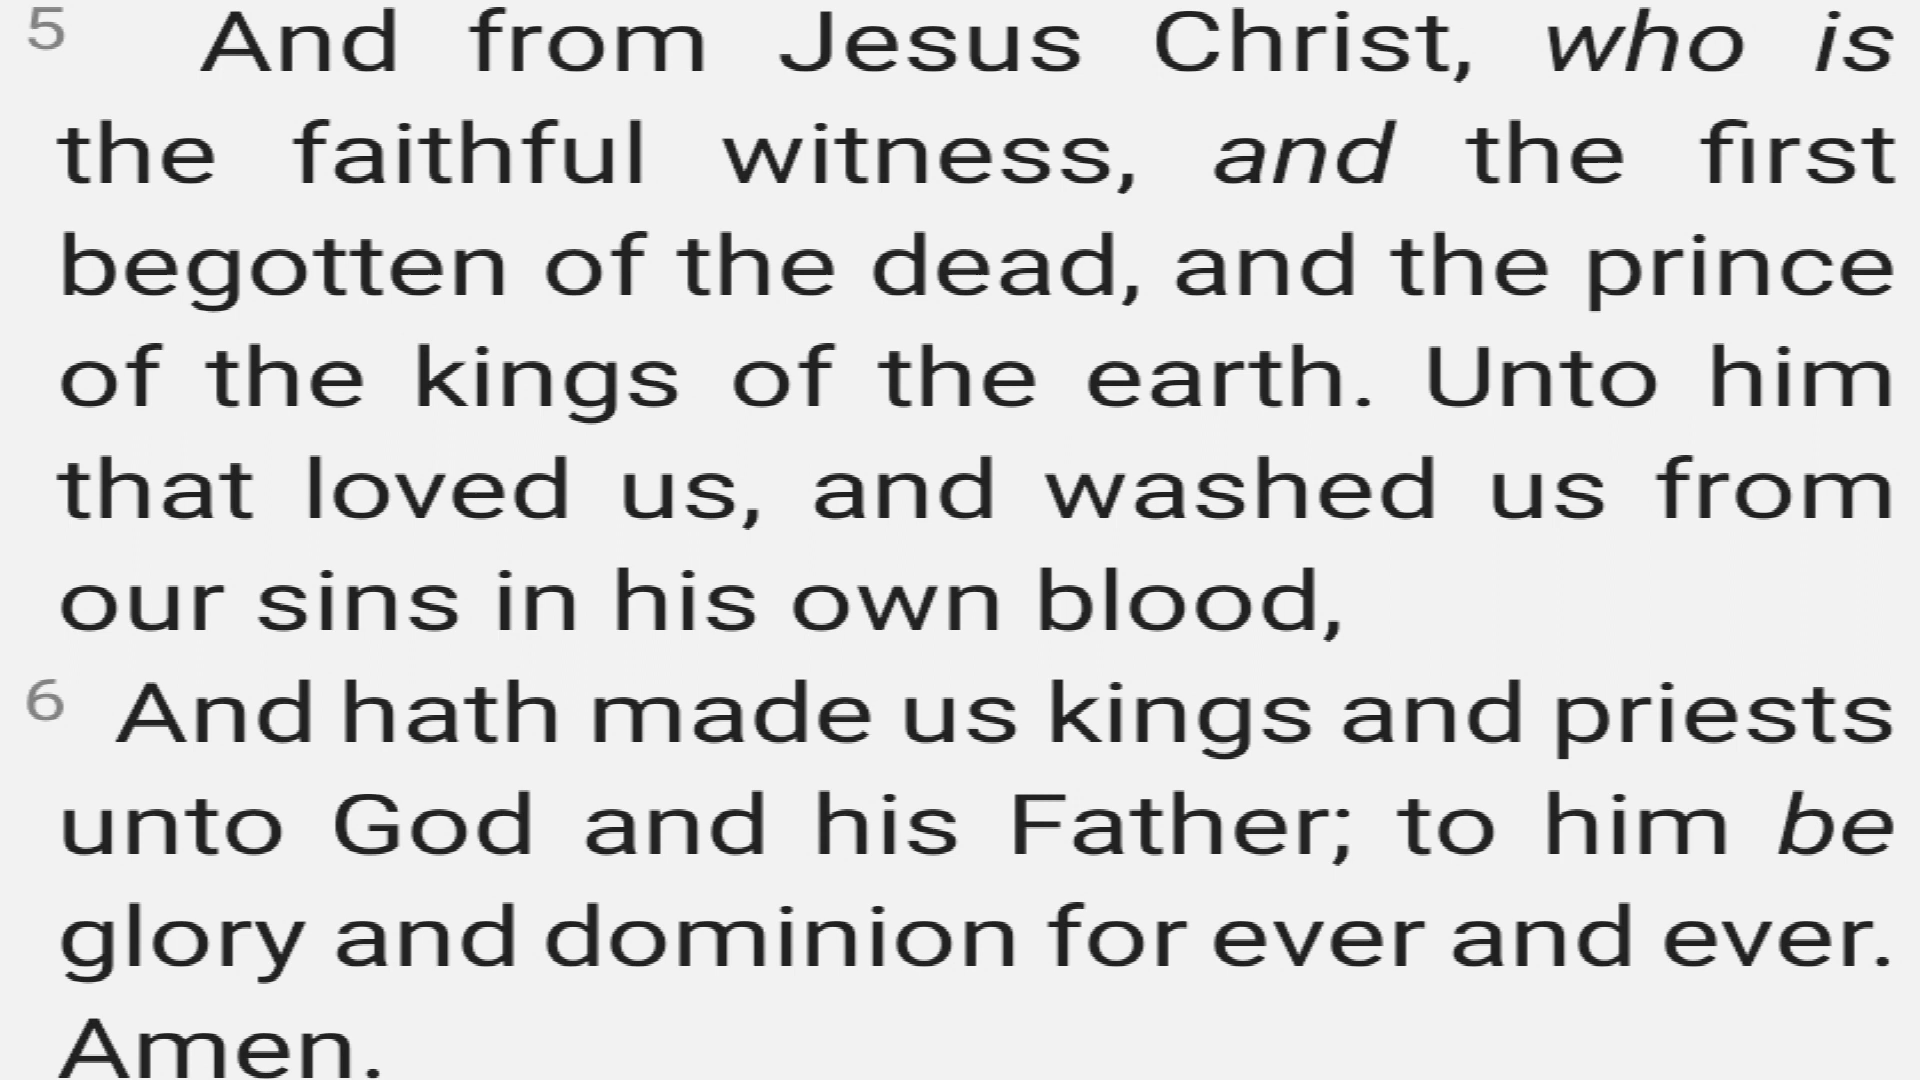 5 And from Jesus Christ, who is
the faithful witness, and the first
begotten of the dead, and the prince
of the kings of the earth. Unto him
that loved us, and washed us from
our sins in his own blood,
6 And hath made us kings and priests
unto God and his Father; to him be
glory and dominion for ever and ever.
Amen.